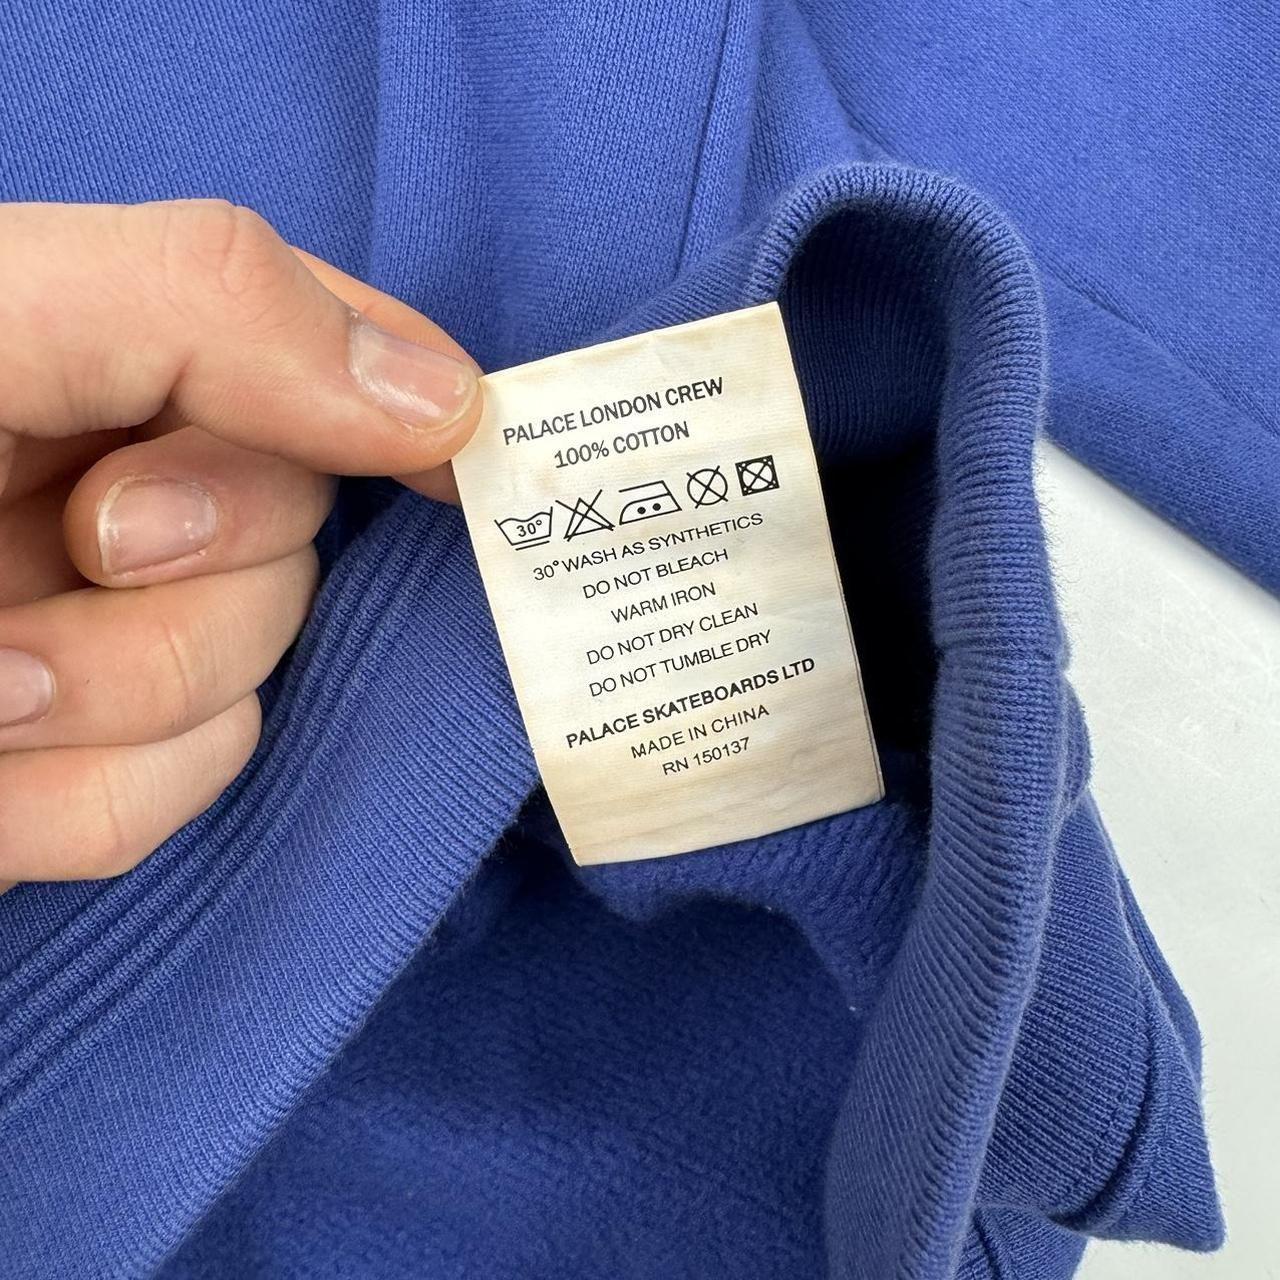 PALACE LONDON CREW
100% COTTON
30°
30° WASH AS SYNTHETICS
DO NOT BLEACH
WARM IRON
DO NOT DRY CLEAN
DO NOT TUMBLE DRY
PALACE SKATEBOARDS LTD
MADE IN CHINA
RN 150137